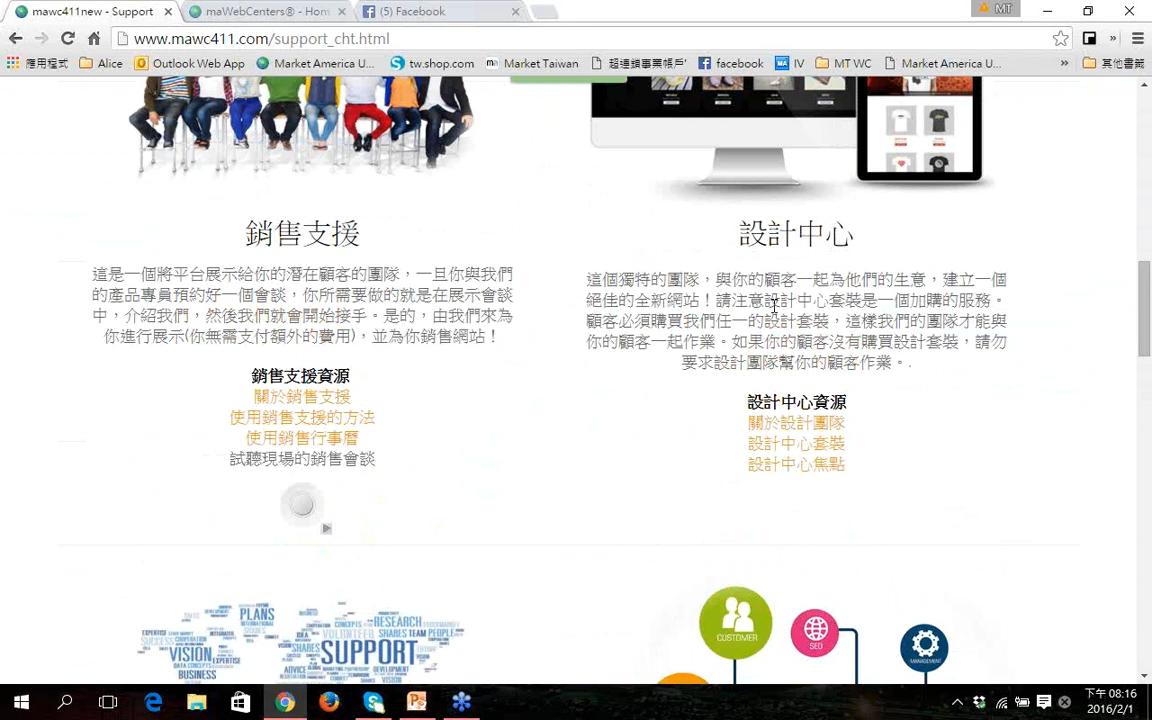 mawc411new - Support
maWebCenters® - Hom
(5) Facebook
MT
www.mawc411.com/support_cht.html
應用程式
Alice
Outlook Web App
Market America U...
tw.shop.com
Market Taiwan
超連鎖事業帳戶
facebook
IV
MT WC
Market America U...
其他書籤
銷售支援
這是一個將平台展示給你的潛在顧客的團隊，一旦你與我們
的產品專員預約好一個會談，你所需要做的就是在展示會談
中，介紹我們，然後我們就會開始接手。是的，由我們來為
你進行展示(你無需支付額外的費用)，並為你銷售網站！
銷售支援資源
關於銷售支援
使用銷售支援的方法
使用銷售行事曆
試聽現場的銷售會談
設計中心
這個獨特的團隊，與你的顧客一起為他們的生意，建立一個
絕佳的全新網站！請注意設計中心套裝是一個加購的服務。
顧客必須購買我們任一的設計套裝，這樣我們的團隊才能與
你的顧客一起作業。如果你的顧客沒有購買設計套裝，請勿
要求設計團隊幫你的顧客作業。.
設計中心資源
關於設計團隊
設計中心套裝
設計中心焦點
PLANS
RESEARCH
EXPERTISE
VOLUNTEER
SHARES TEAM PEOPLE
VISION
SHARES
SUPPORT
ADVICE
BUSINESS
CUSTOMER
SEO
MANAGEMENT
下午 08:16
2016/2/1